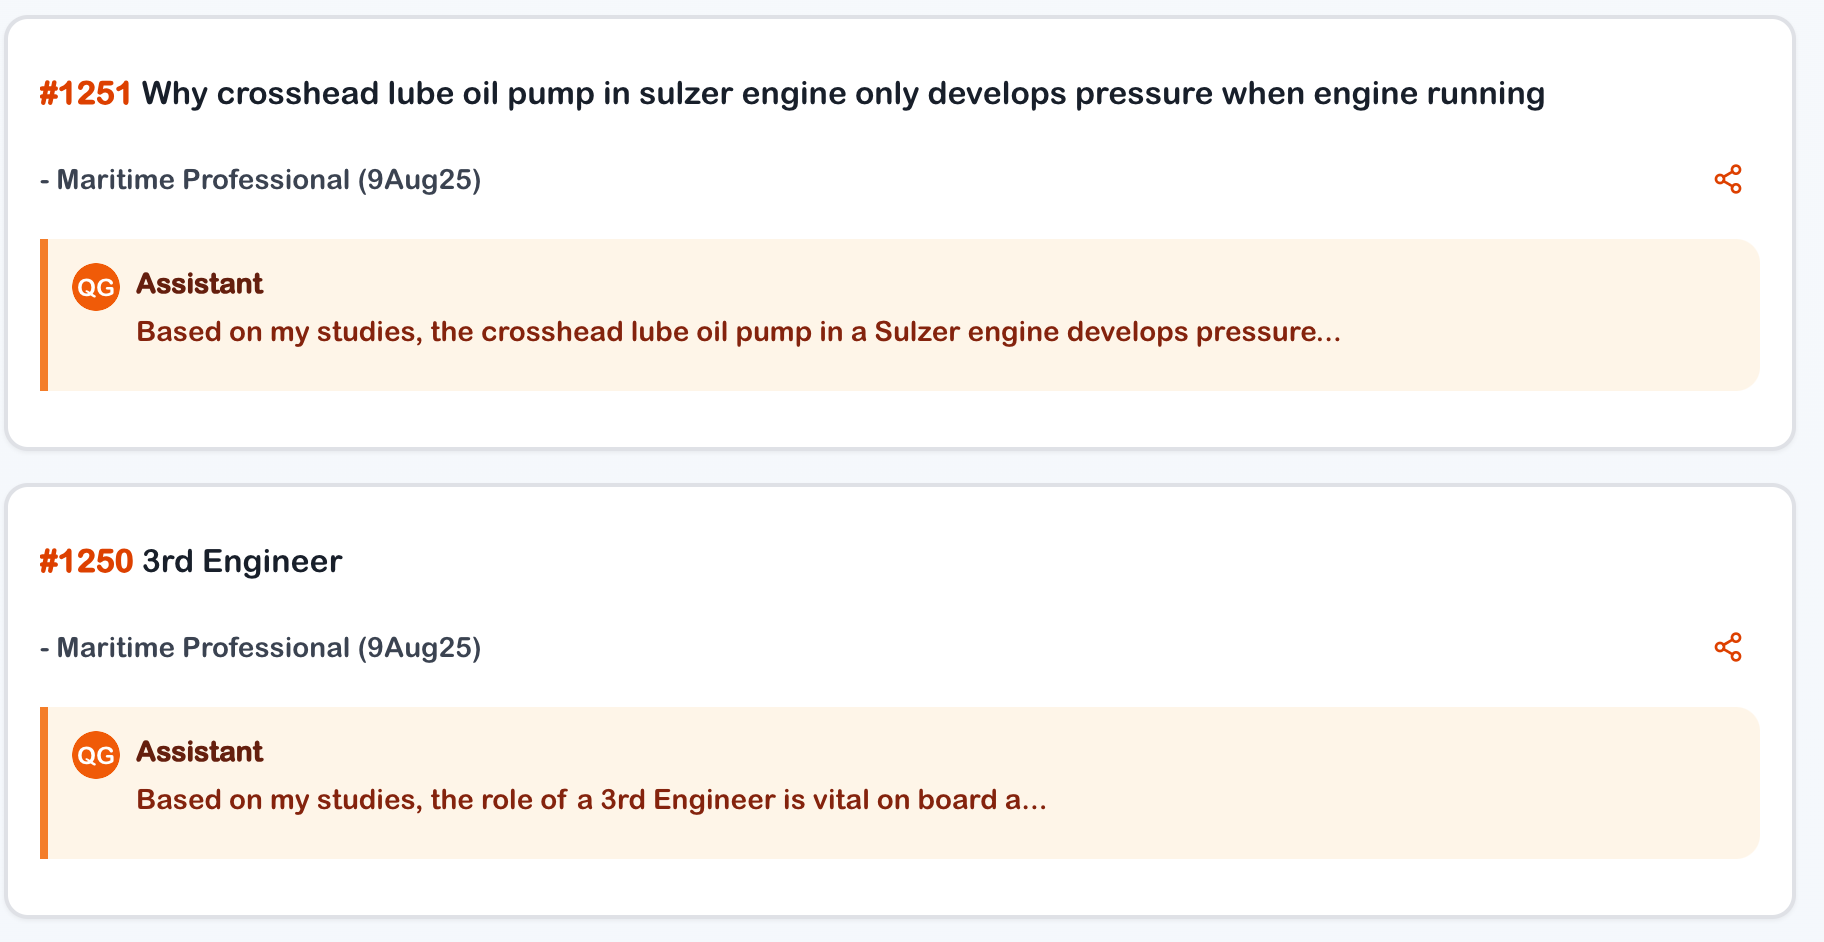 #1251 Why crosshead lube oil pump in sulzer engine only develops pressure when engine running
- Maritime Professional (9Aug25)
QG Assistant
Based on my studies, the crosshead lube oil pump in a Sulzer engine develops pressure...
#1250 3rd Engineer
- Maritime Professional (9Aug25)
QG Assistant
Based on my studies, the role of a 3rd Engineer is vital on board a...